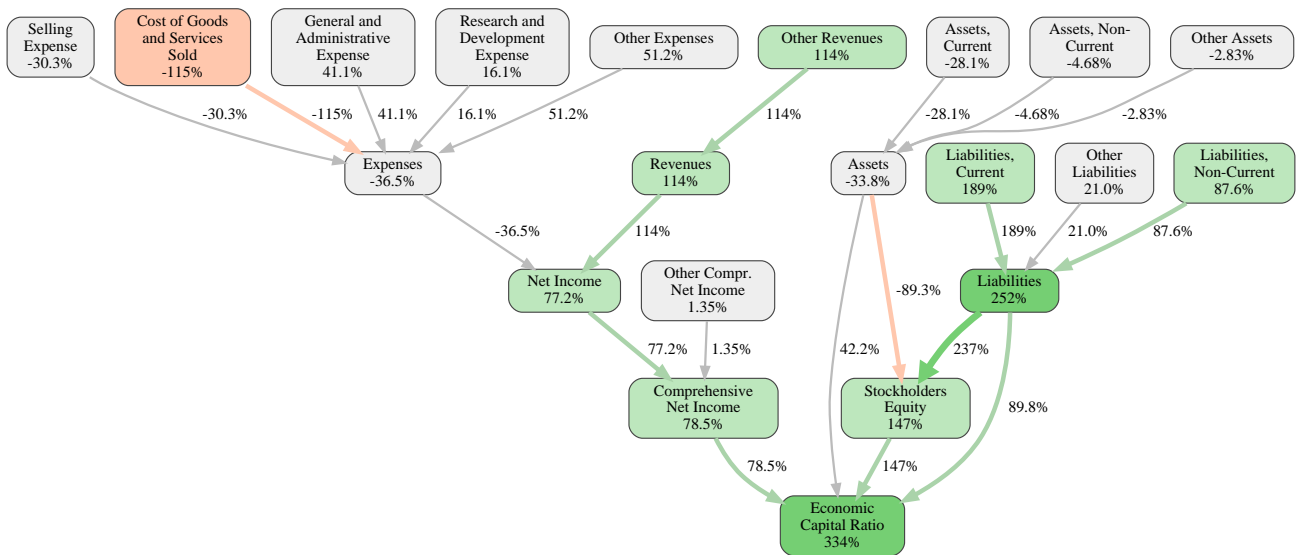 Selling
Expense
-30.3%
Cost of Goods
and Services
Sold
-115%
General and
Administrative
Expense
41.1%
Research and
Development
Expense
16.1%
Other Expenses
51.2%
Other Revenues
114%
Assets,
Current
-28.1%
Assets, Non-
Current
-4.68%
Other Assets
-2.83%
-30.3%
-115%
41.1%
16.1%
51.2%
114%
-28.1%
-4.68%
-2.83%
Expenses
-36.5%
Revenues
114%
Assets
-33.8%
Liabilities,
Current
189%
Other
Liabilities
21.0%
Liabilities,
Non-Current
87.6%
-36.5%
114%
189%
21.0%
87.6%
Net Income
77.2%
Other Compr.
Net Income
1.35%
-89.3%
Liabilities
252%
77.2%
1.35%
42.2%
237%
Comprehensive
Net Income
78.5%
Stockholders
Equity
147%
89.8%
78.5%
147%
Economic
Capital Ratio
334%